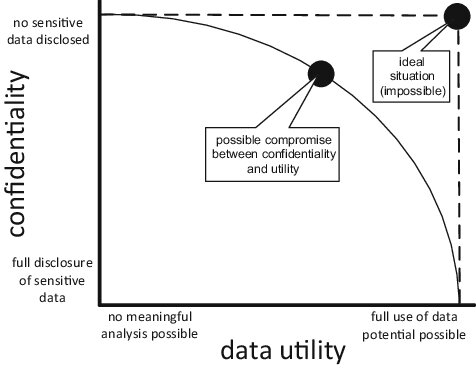 no sensitive
data disclosed
ideal
situation
(impossible)
possible compromise
between confidentiality
and utility
confidentiality
full disclosure
of sensitive
data
no meaningful
analysis possible
full use of data
potential possible
data utility